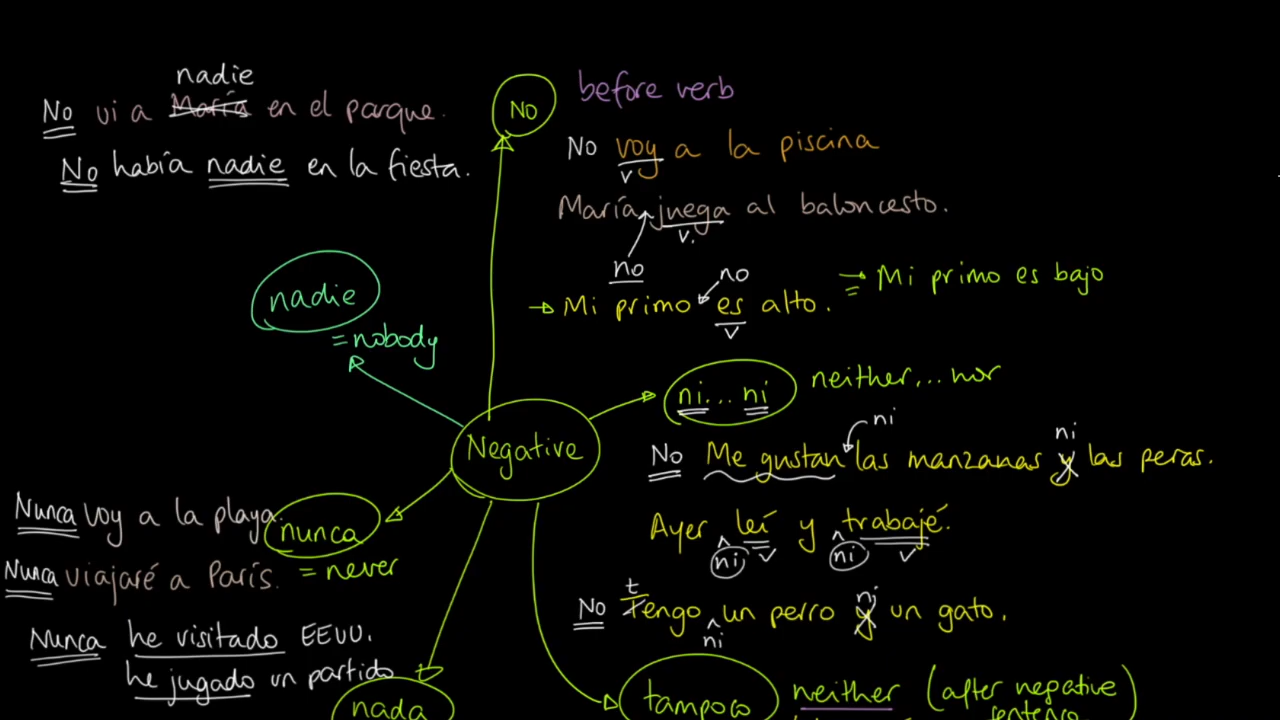 nadie
No vi a María en el parque.
No había nadie en la fiesta.
No
before verb
No voy a la piscina
v
María juega al baloncesto.
v.
no
no
Mi primo es alto.
v
= Mi primo es bajo
nadie
= nobody
ni... ni
neither... nor
ni
ni
No Me gustan las manzanas y las peras.
Ayer leí y trabajé.
ni v
ni v
t
ni
No Tengo un perro y un gato.
ni
Negative
nunca
= never
Nunca voy a la playa.
Nunca viajaré a París.
Nunca he visitado EEUU.
he jugado un partido
nada
tampoco
neither (after negative
sentence